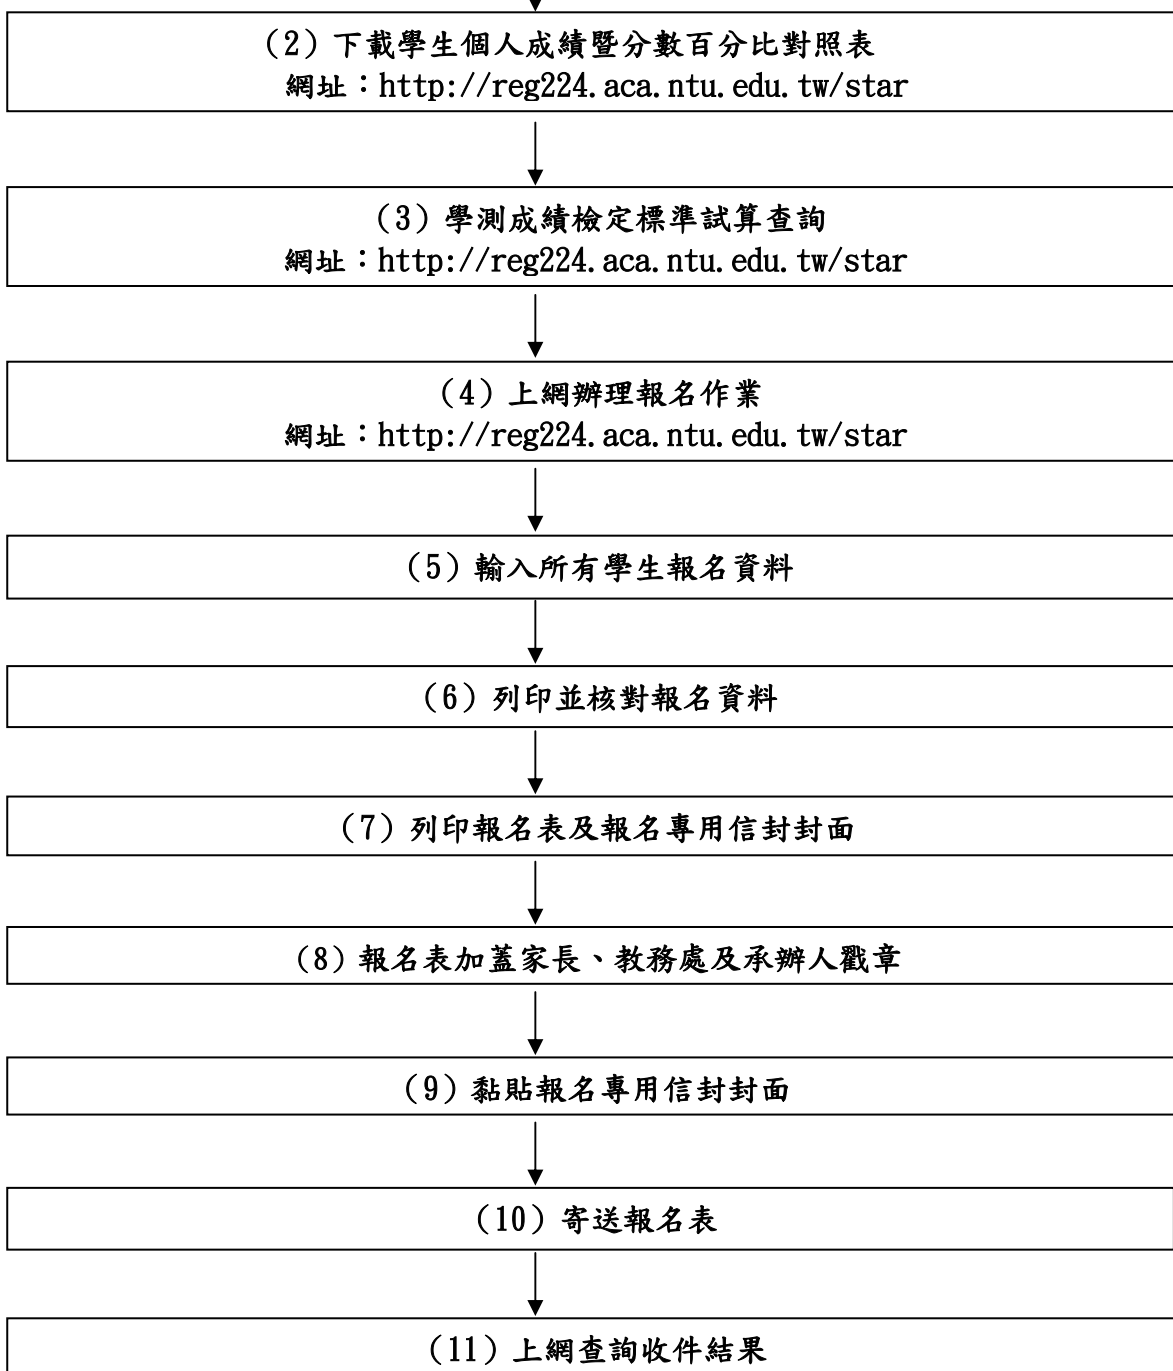 （2）下載學生個人成績暨分數百分比對照表
網址：http://reg224.aca.ntu.edu.tw/star
（3）學測成績檢定標準試算查詢
網址：http://reg224.aca.ntu.edu.tw/star
（4）上網辦理報名作業
網址：http://reg224.aca.ntu.edu.tw/star
（5）輸入所有學生報名資料
（6）列印並核對報名資料
（7）列印報名表及報名專用信封封面
（8）報名表加蓋家長、教務處及承辦人戳章
（9）黏貼報名專用信封封面
（10）寄送報名表
（11）上網查詢收件結果